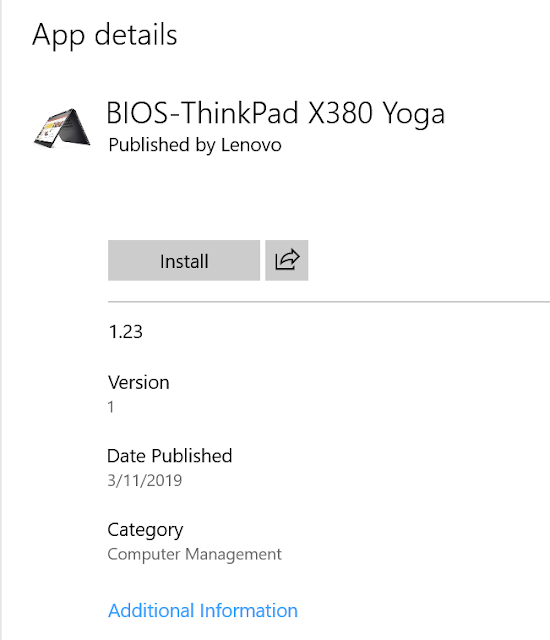 App details
BIOS-ThinkPad X380 Yoga
Published by Lenovo
Install
1.23
Version
1
Date Published
3/11/2019
Category
Computer Management
Additional Information